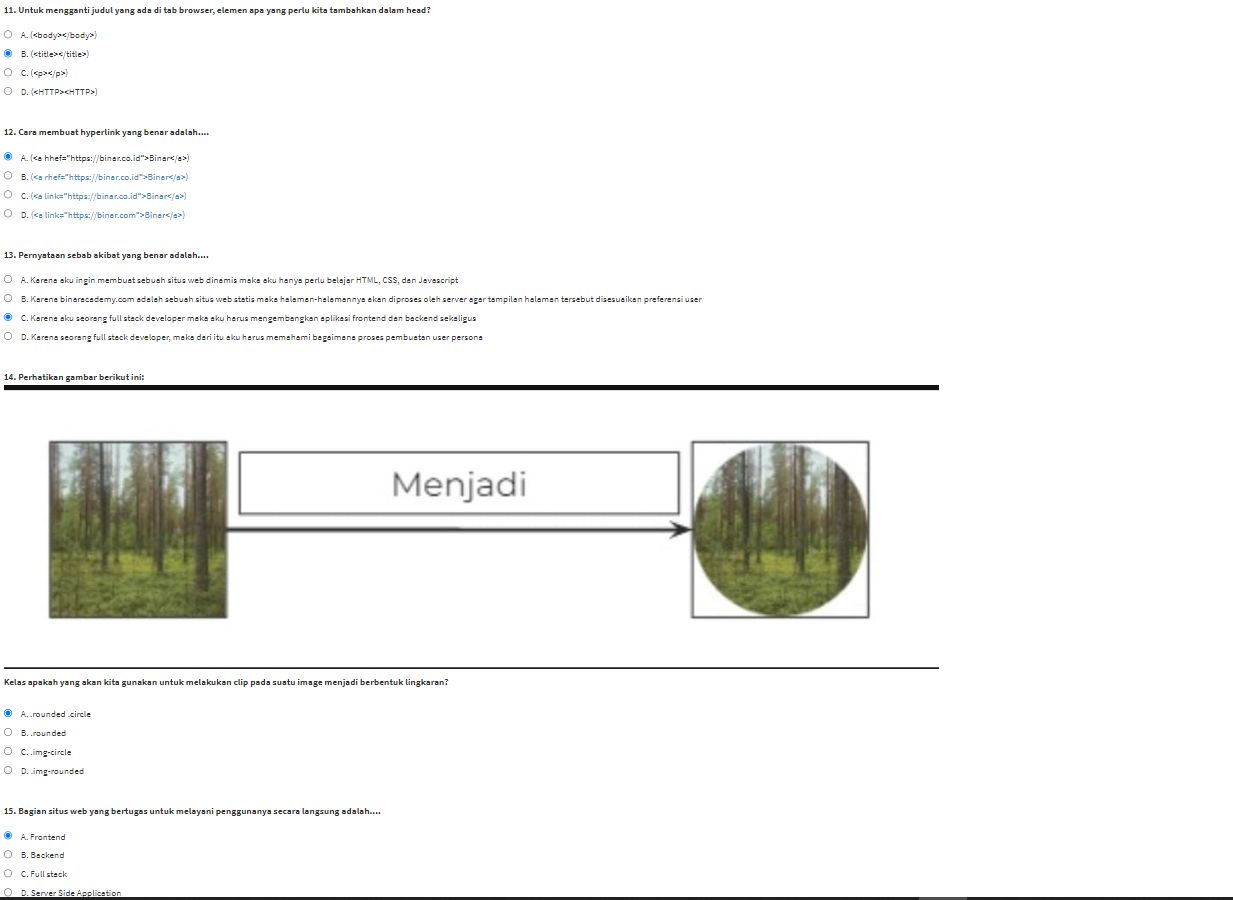 11. Untuk mengganti judul yang ada di tab browser, elemen apa yang perlu kita tambahkan dalam head?
A. (<body></body>)
B. (<title></title>)
C. (<p></p>)
D. (<HTTP><HTTP>)
12. Cara membuat hyperlink yang benar adalah....
A. (<a hhef="https://binar.co.id">Binar</a>)
B. (<a rhef="https://binar.co.id">Binar</a>)
C. (<a link="https://binar.co.id">Binar</a>)
D. (<a link="https://binar.com">Binar</a>)
13. Pernyataan sebab akibat yang benar adalah....
A. Karena aku ingin membuat sebuah situs web dinamis maka aku hanya perlu belajar HTML, CSS, dan Javascript
B. Karena binaracademy.com adalah sebuah situs web statis maka halaman-halamannya akan diproses oleh server agar tampilan halaman tersebut disesuaikan preferensi user
C. Karena aku seorang full stack developer maka aku harus mengembangkan aplikasi frontend dan backend sekaligus
D. Karena seorang full stack developer, maka dari itu aku harus memahami bagaimana proses pembuatan user persona
14. Perhatikan gambar berikut ini:
Menjadi
Kelas apakah yang akan kita gunakan untuk melakukan clip pada suatu image menjadi berbentuk lingkaran?
A. .rounded .circle
B. .rounded
C. .img-circle
D. .img-rounded
15. Bagian situs web yang bertugas untuk melayani penggunanya secara langsung adalah....
A. Frontend
B. Backend
C. Full stack
D. Server Side Application